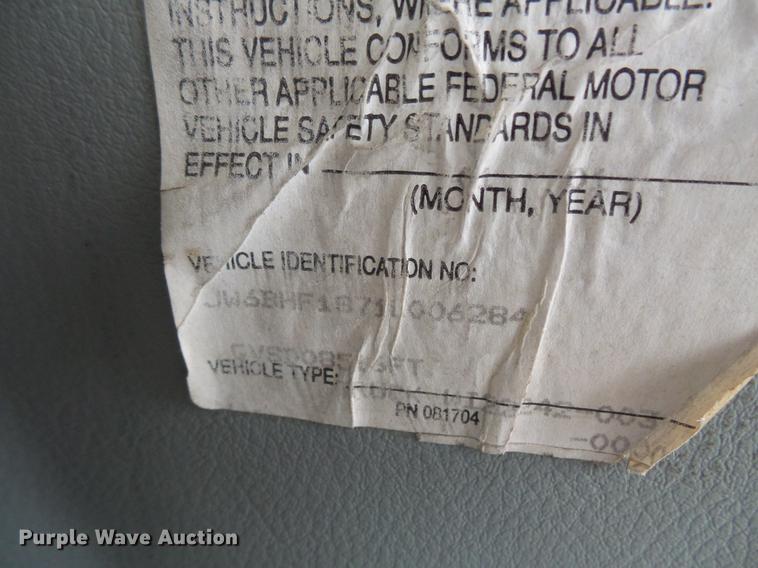 INSTRUCTIONS, WHERE APPLICABLE.
THIS VEHICLE CONFORMS TO ALL
OTHER APPLICABLE FEDERAL MOTOR
VEHICLE SAFETY STANDARDS IN
EFFECT IN
(MONTH, YEAR)
VEHICLE IDENTIFICATION NO:
JW6BHF1871L006284
VEHICLE TYPE:
PN 081704
Purple Wave Auction